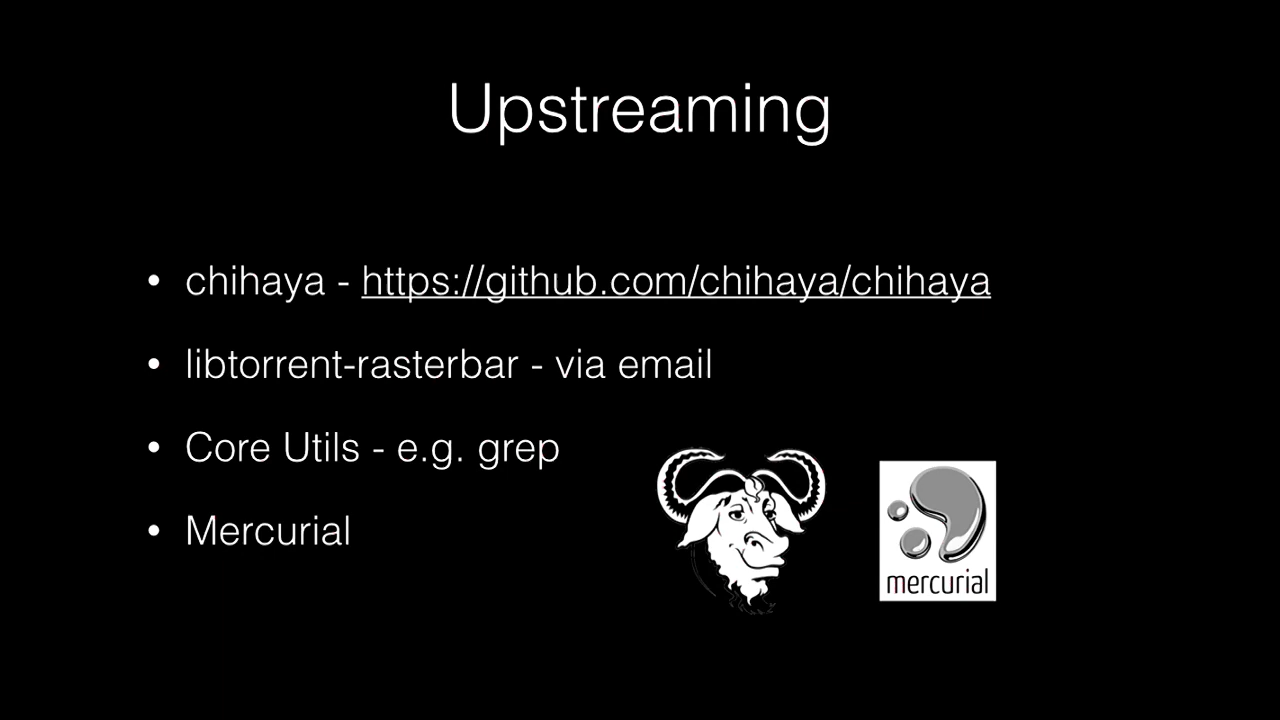 Upstreaming
• chihaya - https://github.com/chihaya/chihaya
• libtorrent-rasterbar - via email
• Core Utils - e.g. grep
• Mercurial
mercurial